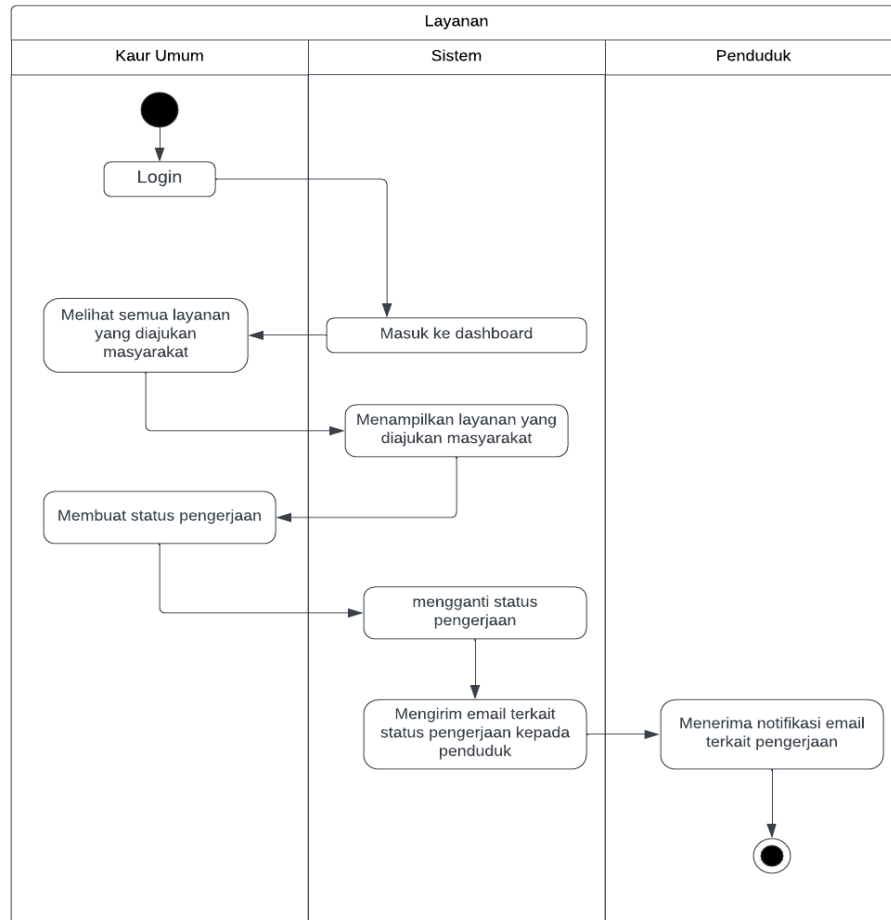 Layanan
Kaur Umum
Sistem
Penduduk
Login
Melihat semua layanan
yang diajukan
masyarakat
Masuk ke dashboard
Menampilkan layanan yang
diajukan masyarakat
Membuat status pengerjaan
mengganti status
pengerjaan
Mengirim email terkait
status pengerjaan kepada
penduduk
Menerima notifikasi email
terkait pengerjaan